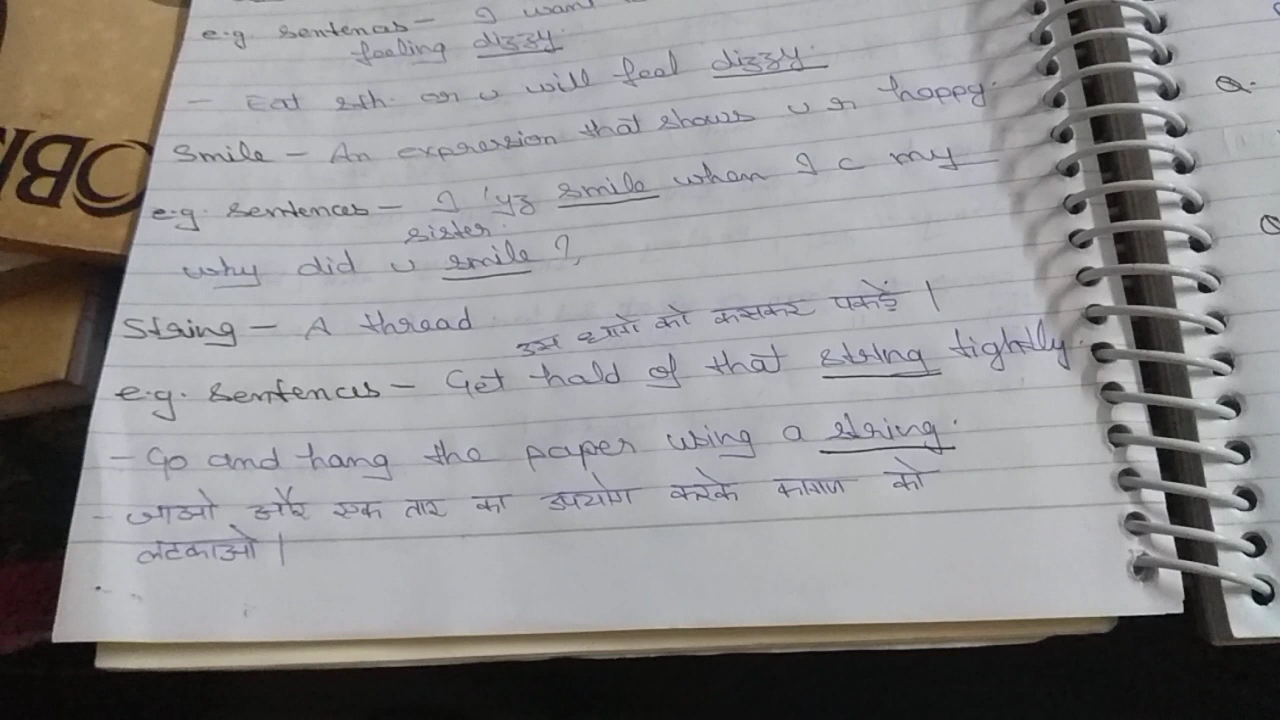 e.g. sentences - I want
feeling dizzy.
- Eat sth. or u will feel dizzy.
Smile - An expression that shows u r happy.
e.g. sentences - I 'yz smile when I c my
sister.
why did u smile ?
String - A thread
उस धागे को कसकर पकड़ें ।
e.g. sentences - Get hald of that string tightly.
- Go and hang the paper using a string.
- जाओ और एक तार का उपयोग करके कागज को
लटकाओ ।
Q.